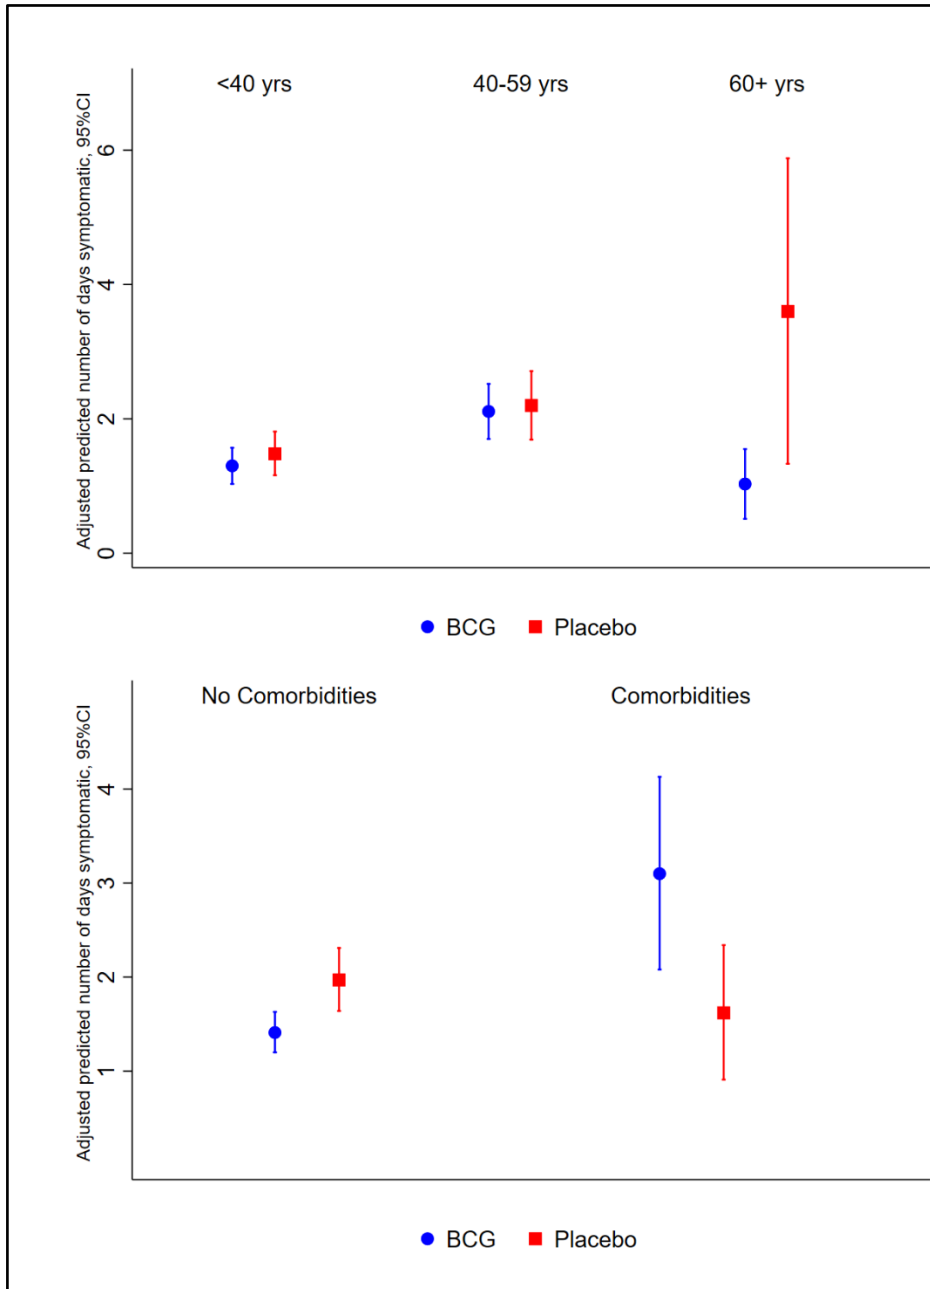 <40 yrs 40-59 yrs 60+ yrs
Adjusted predicted number of days symptomatic, 95%CI
6
4
2
0
BCG Placebo
No Comorbidities Comorbidities
Adjusted predicted number of days symptomatic, 95%CI
4
3
2
1
BCG Placebo